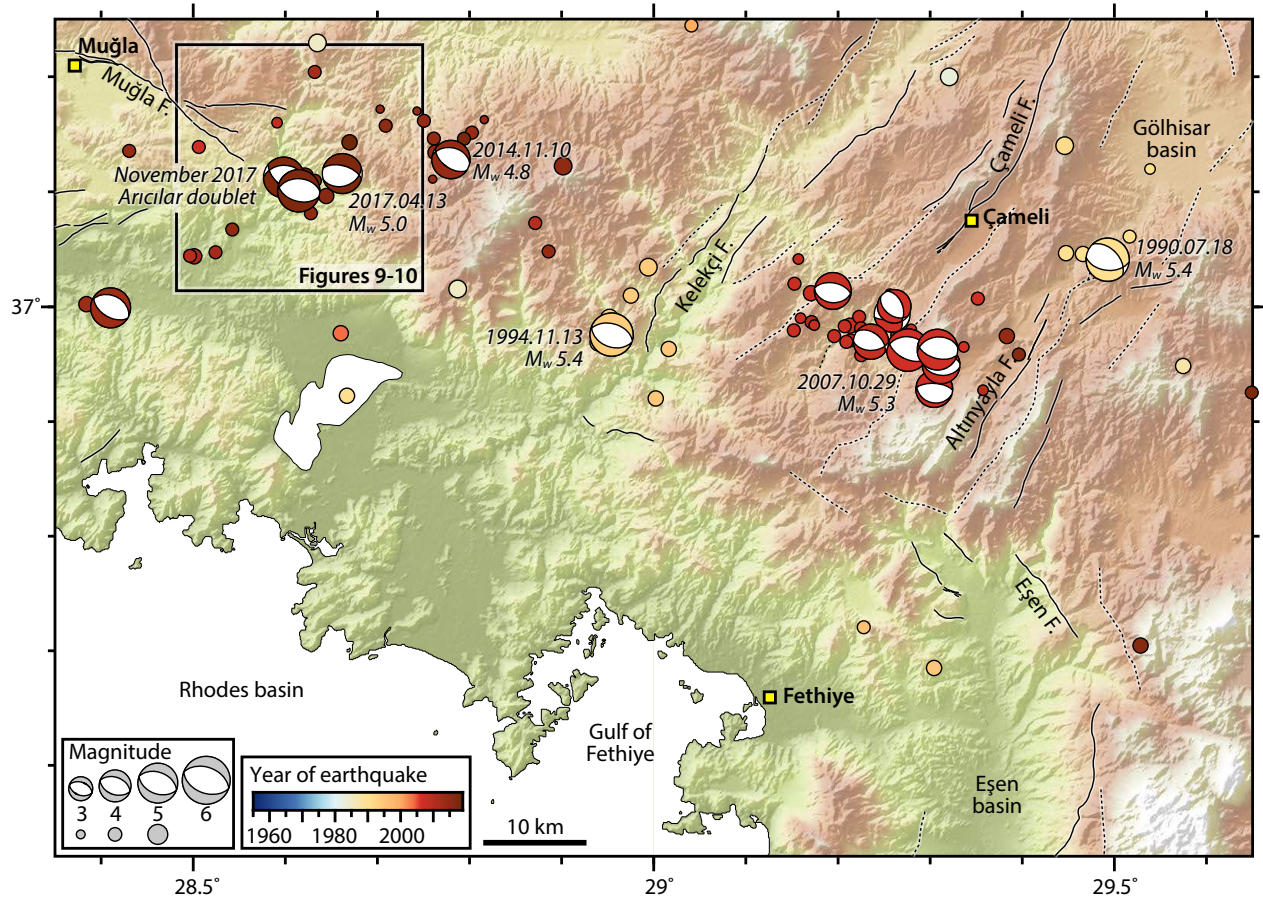 Muğla
Muğla F.
November 2017
Arıcılar doublet
2017.04.13
Mw 5.0
2014.11.10
Mw 4.8
Figures 9-10
Çameli F.
Gölhisar
basin
Çameli
1990.07.18
Mw 5.4
Kelekçi F.
37°
1994.11.13
Mw 5.4
2007.10.29
Mw 5.3
Altınyayla F.
Eşen F.
Rhodes basin
Fethiye
Gulf of
Fethiye
Eşen
basin
Magnitude
3 4 5 6
Year of earthquake
1960 1980 2000
10 km
28.5° 29° 29.5°